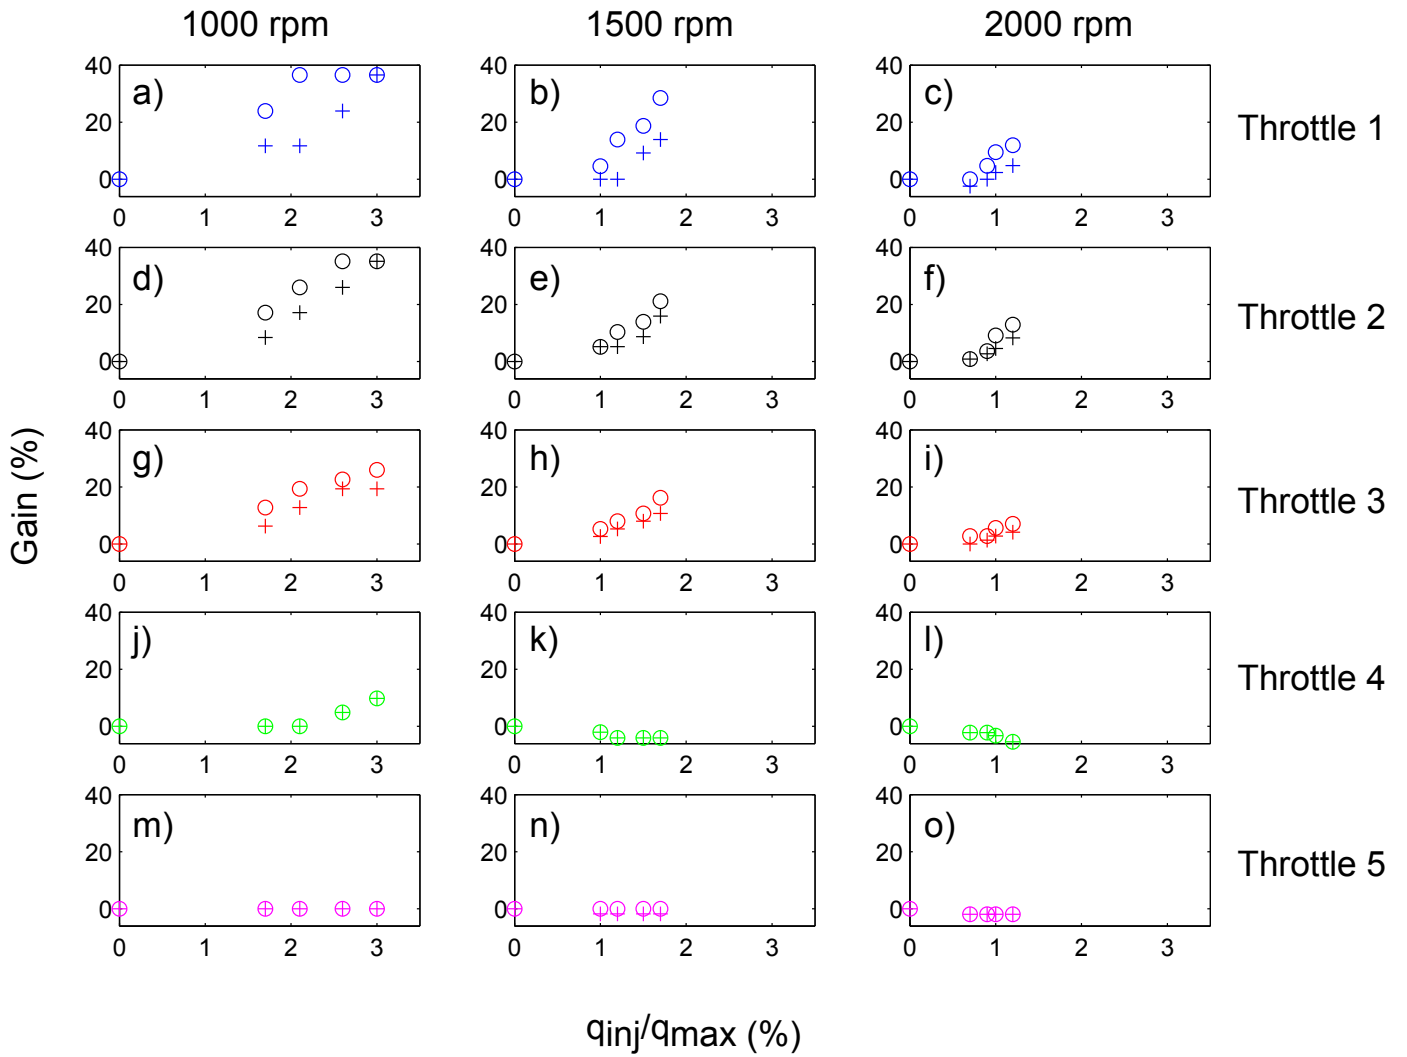 1000 rpm 1500 rpm 2000 rpm
40 40 40
a) b) c)
20 20 20
Throttle 1
0 0 0
0 1 2 3 0 1 2 3 0 1 2 3
40 40 40
d) e) f)
20 20 20
Throttle 2
0 0 0
0 1 2 3 0 1 2 3 0 1 2 3
40 40 40
g) h) i)
20 20 20
Throttle 3
0 0 0
0 1 2 3 0 1 2 3 0 1 2 3
40 40 40
j) k) l)
20 20 20
Throttle 4
0 0 0
0 1 2 3 0 1 2 3 0 1 2 3
40 40 40
m) n) o)
20 20 20
Throttle 5
0 0 0
0 1 2 3 0 1 2 3 0 1 2 3
Gain (%)
qinj/qmax (%)